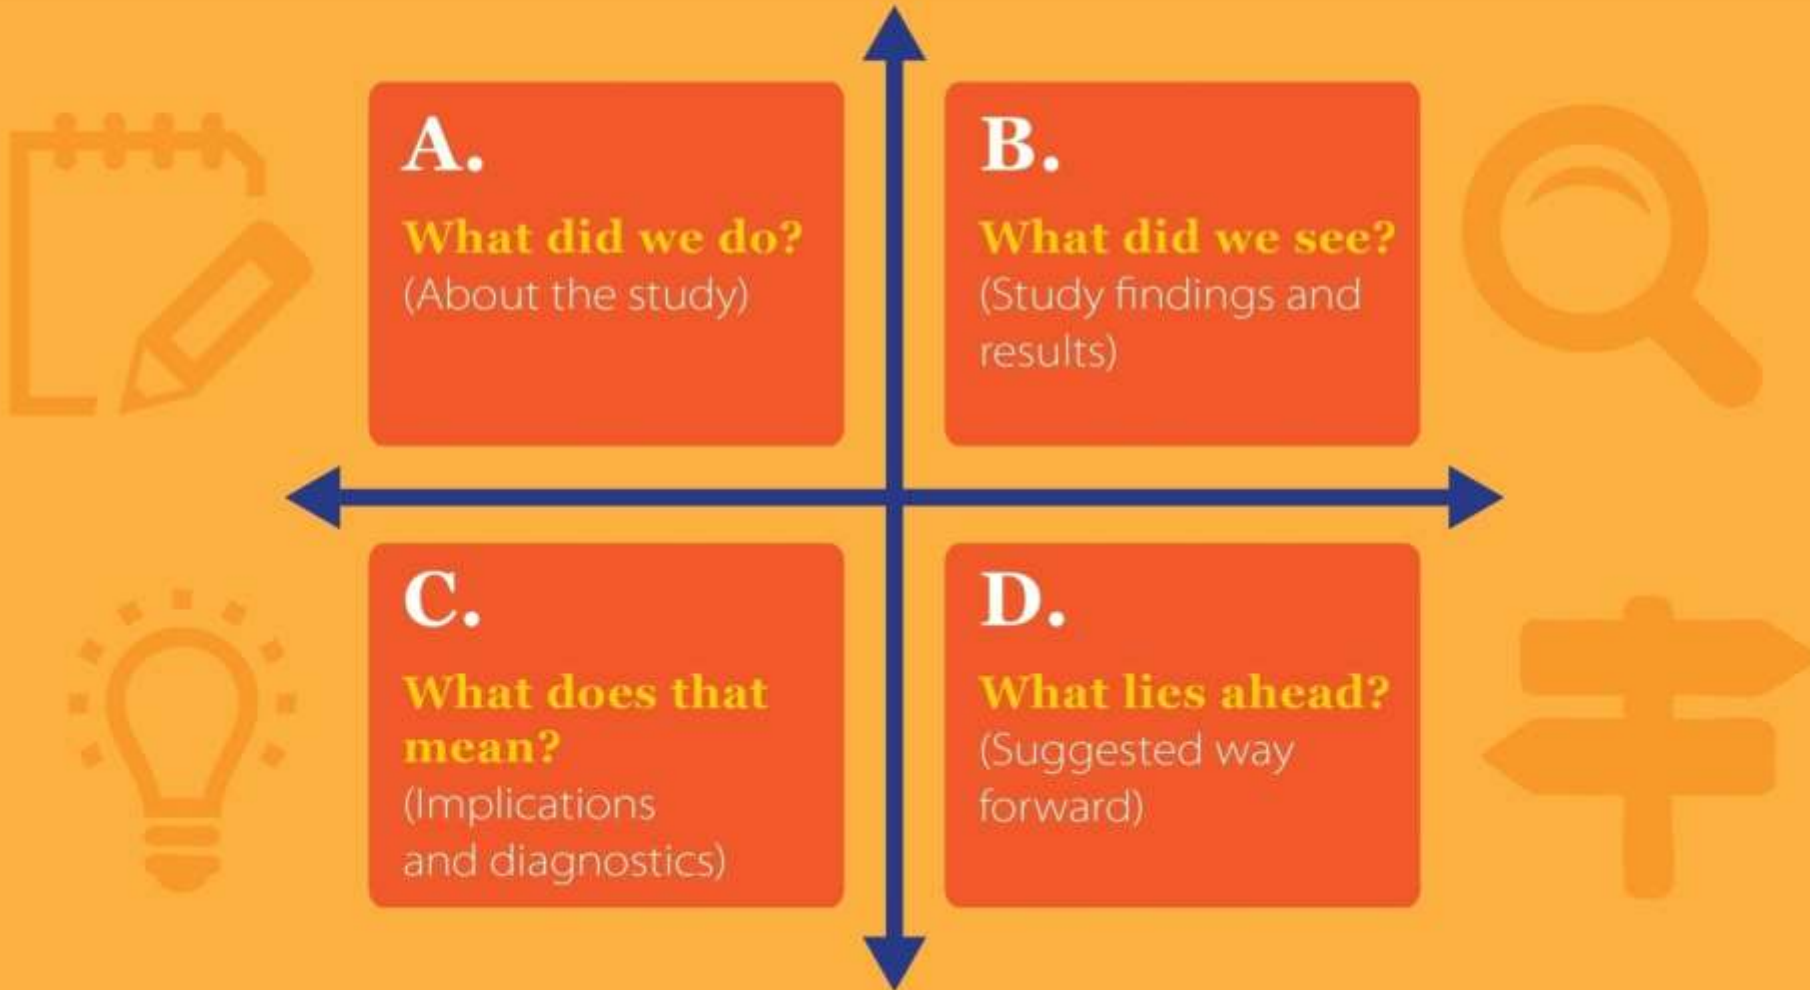 A.
What did we do?
(About the study)
B.
What did we see?
(Study findings and
results)
C.
What does that
mean?
(Implications
and diagnostics)
D.
What lies ahead?
(Suggested way
forward)